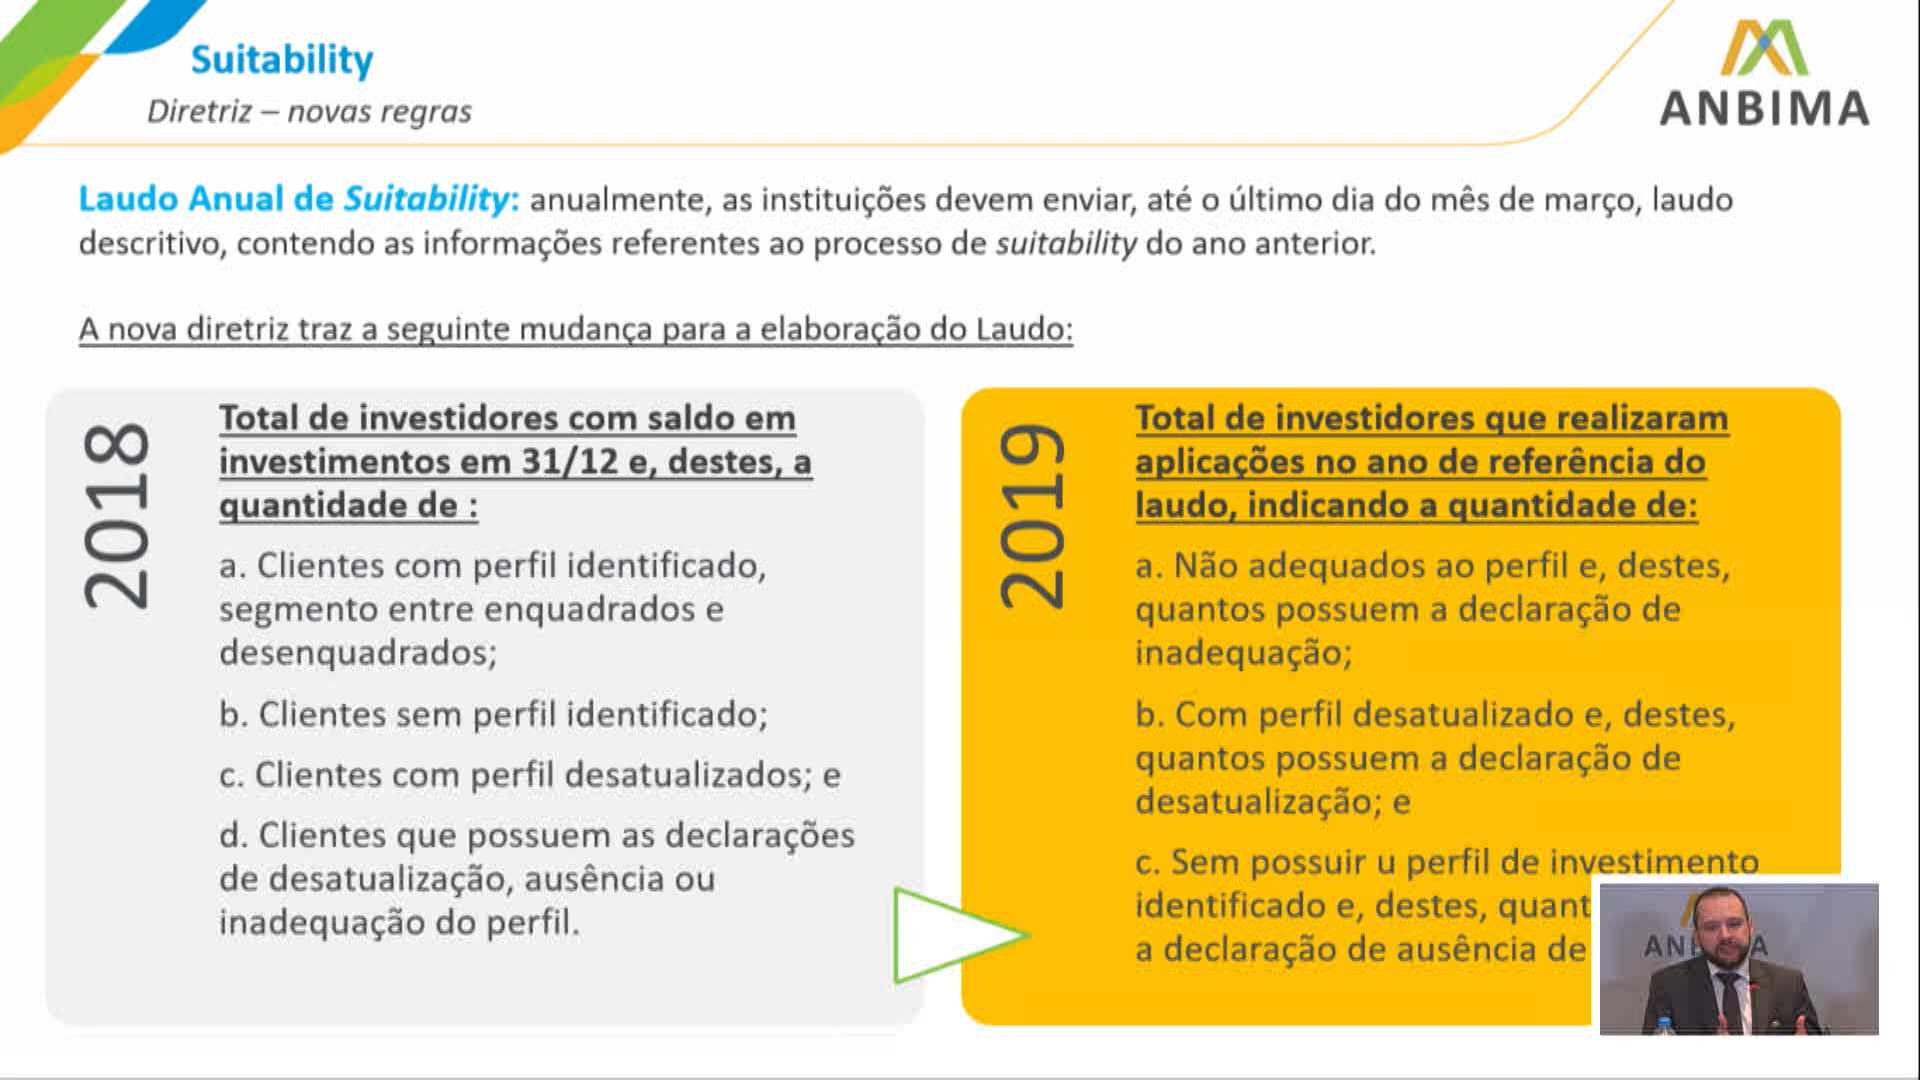 Suitability
Diretriz – novas regras
ANBIMA
Laudo Anual de Suitability: anualmente, as instituições devem enviar, até o último dia do mês de março, laudo
descritivo, contendo as informações referentes ao processo de suitability do ano anterior.
A nova diretriz traz a seguinte mudança para a elaboração do Laudo:
2018
Total de investidores com saldo em
investimentos em 31/12 e, destes, a
quantidade de :
a. Clientes com perfil identificado,
segmento entre enquadrados e
desenquadrados;
b. Clientes sem perfil identificado;
c. Clientes com perfil desatualizados; e
d. Clientes que possuem as declarações
de desatualização, ausência ou
inadequação do perfil.
2019
Total de investidores que realizaram
aplicações no ano de referência do
laudo, indicando a quantidade de:
a. Não adequados ao perfil e, destes,
quantos possuem a declaração de
inadequação;
b. Com perfil desatualizado e, destes,
quantos possuem a declaração de
desatualização; e
c. Sem possuir u perfil de investimento
identificado e, destes, quant
a declaração de ausência de